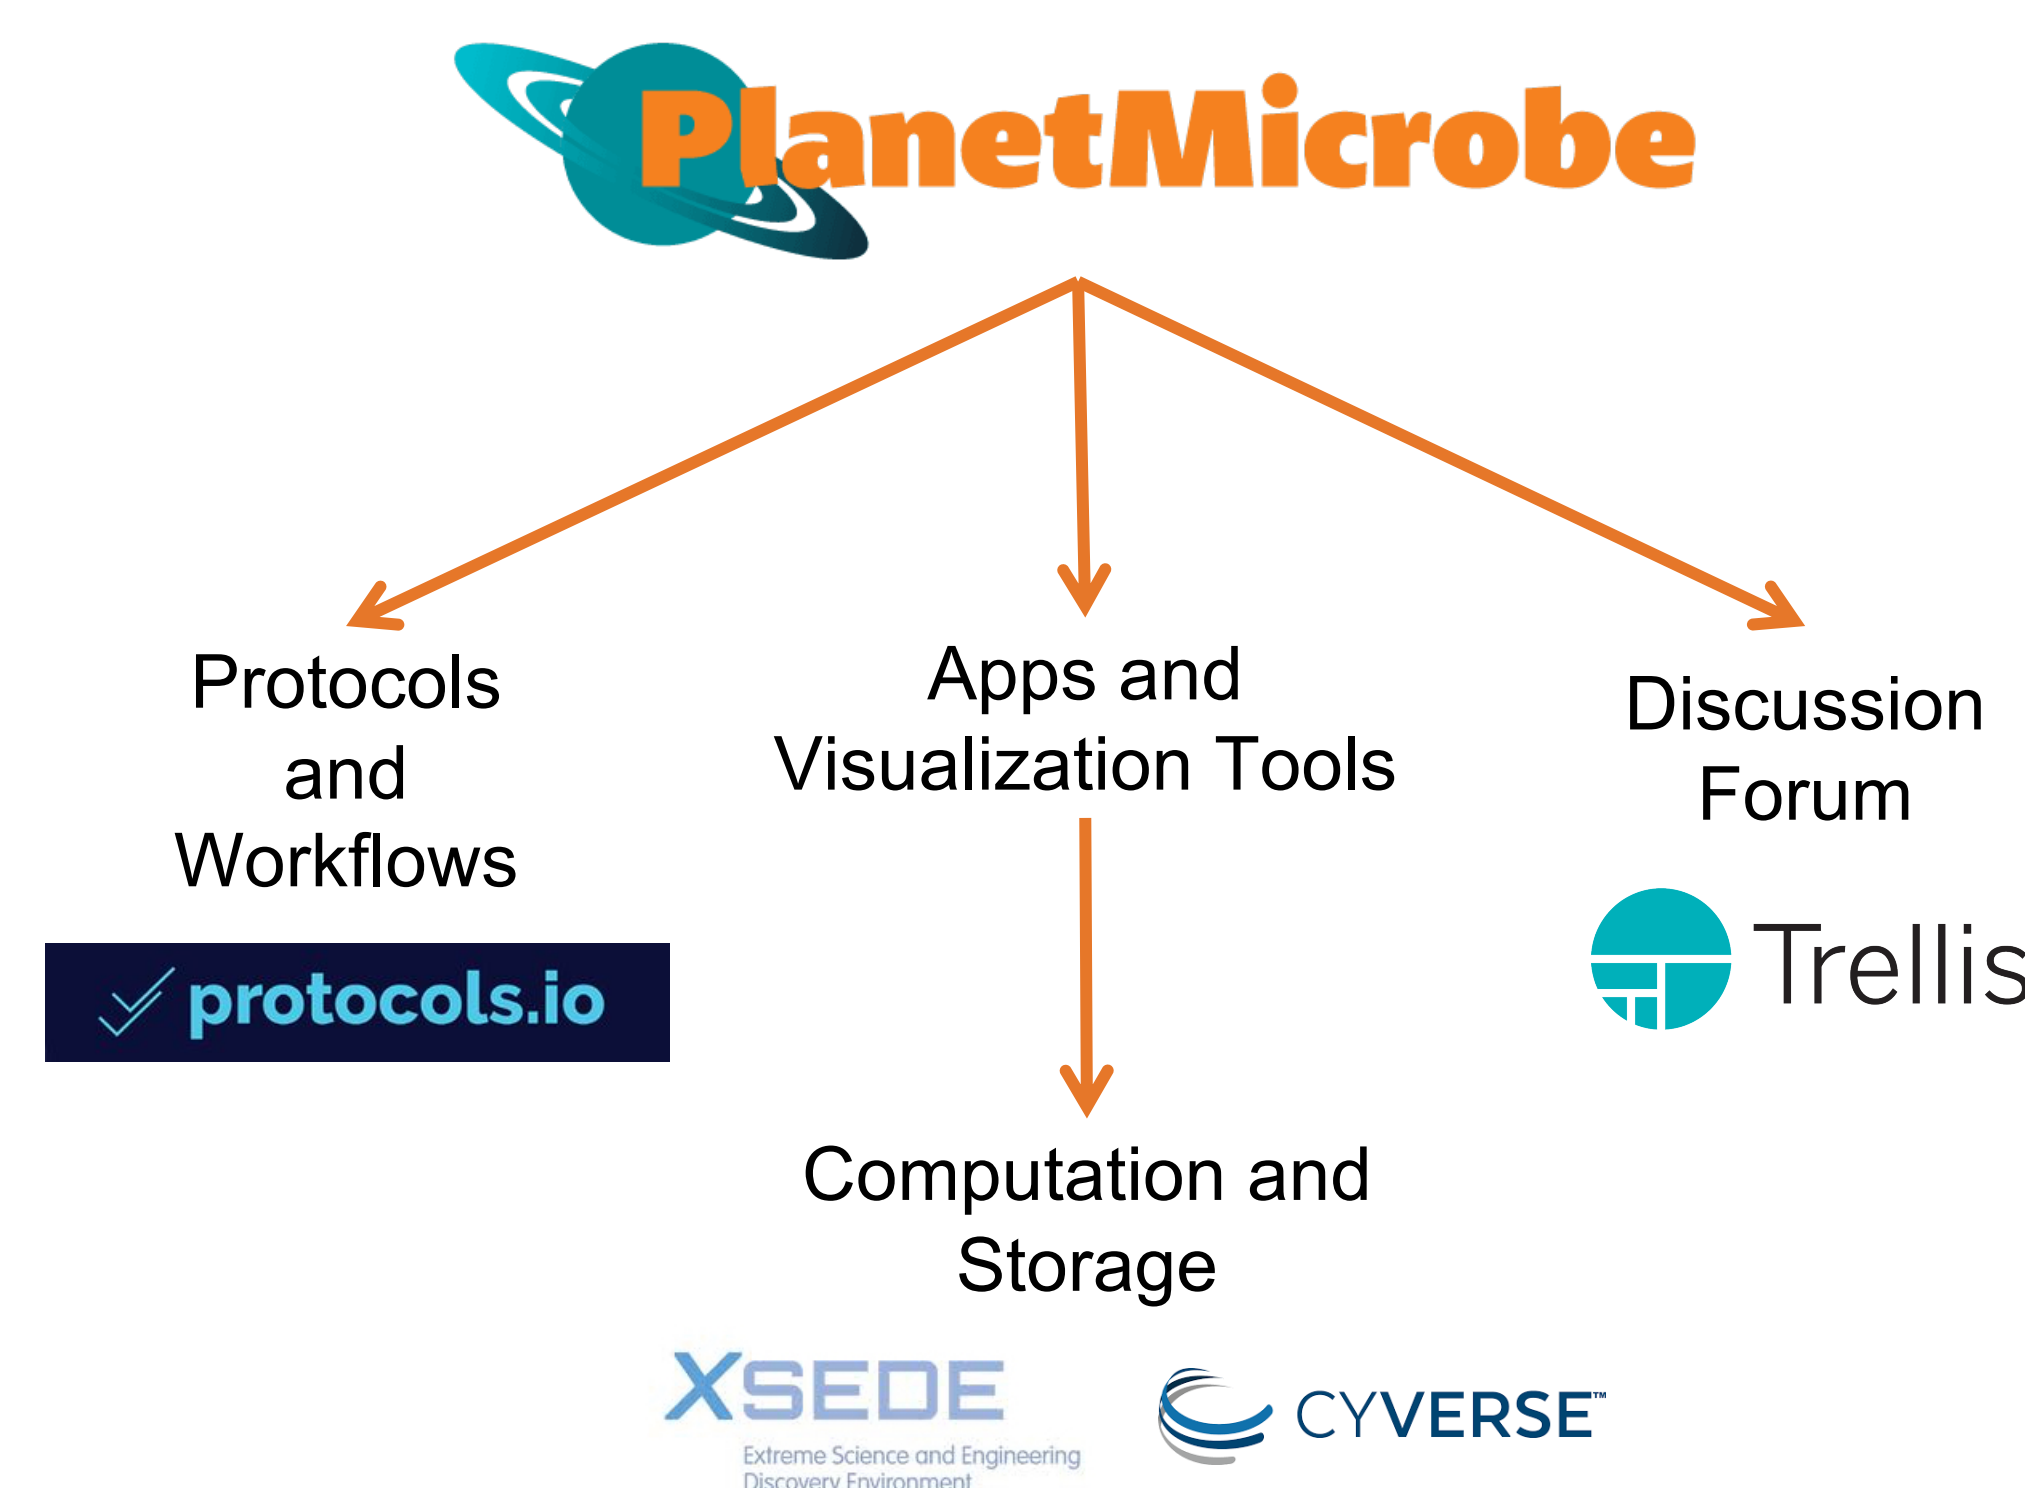 PlanetMicrobe
Protocols
and
Workflows
protocols.io
Apps and
Visualization Tools
Discussion
Forum
Trellis
Computation and
Storage
XSEDE
Extreme Science and Engineering
Discovery Environment
CYVERSE™